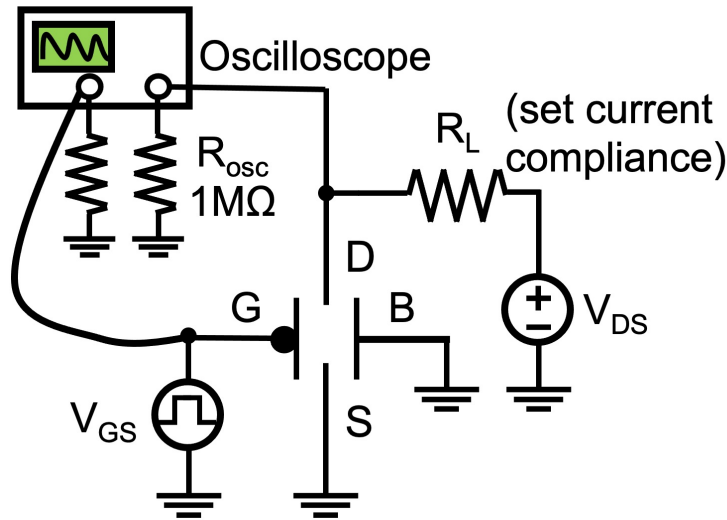 Oscilloscope
R_L
(set current
compliance)
R_osc
1MΩ
D
G
B
V_DS
V_GS
S